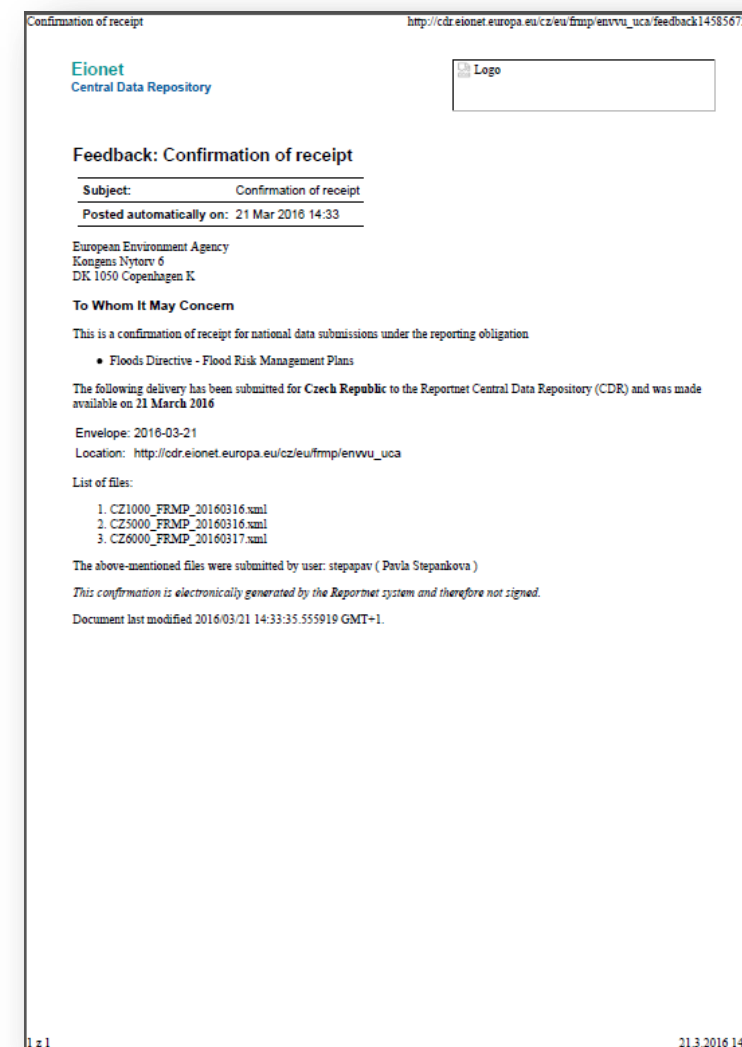 Confirmation of receipt http://cdr.eionet.europa.eu/cz/eu/frmp/envvu_uca/feedback1458567
Eionet
Central Data Repository
Logo
Feedback: Confirmation of receipt
Subject: Confirmation of receipt
Posted automatically on: 21 Mar 2016 14:33
European Environment Agency
Kongens Nytorv 6
DK 1050 Copenhagen K
To Whom It May Concern
This is a confirmation of receipt for national data submissions under the reporting obligation
• Floods Directive - Flood Risk Management Plans
The following delivery has been submitted for Czech Republic to the Reportnet Central Data Repository (CDR) and was made
available on 21 March 2016
Envelope: 2016-03-21
Location: http://cdr.eionet.europa.eu/cz/eu/frmp/envvu_uca
List of files:
1. CZ1000_FRMP_20160316.xml
2. CZ5000_FRMP_20160316.xml
3. CZ6000_FRMP_20160317.xml
The above-mentioned files were submitted by user: stepapav ( Pavla Stepankova )
This confirmation is electronically generated by the Reportnet system and therefore not signed.
Document last modified 2016/03/21 14:33:35.555919 GMT+1.
1 z 1 21.3.2016 14